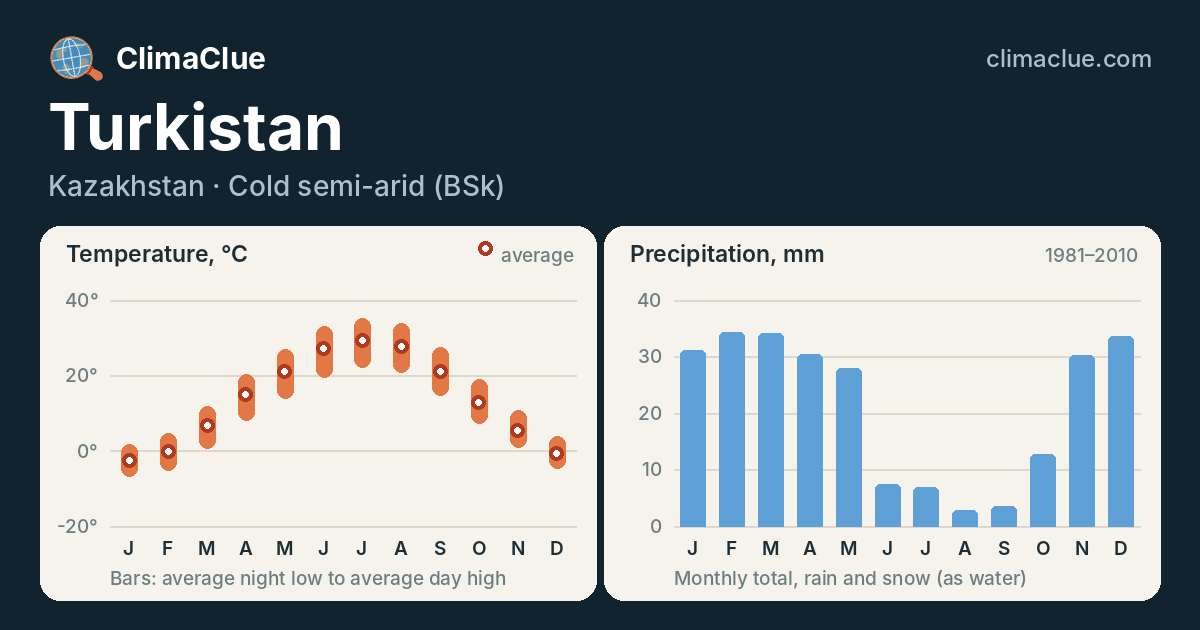 ClimaClue
climaclue.com
Turkistan
Kazakhstan · Cold semi-arid (BSk)
Temperature, °C
average
40°
20°
0°
-20°
J F M A M J J A S O N D
Bars: average night low to average day high
Precipitation, mm
1981–2010
40
30
20
10
0
J F M A M J J A S O N D
Monthly total, rain and snow (as water)